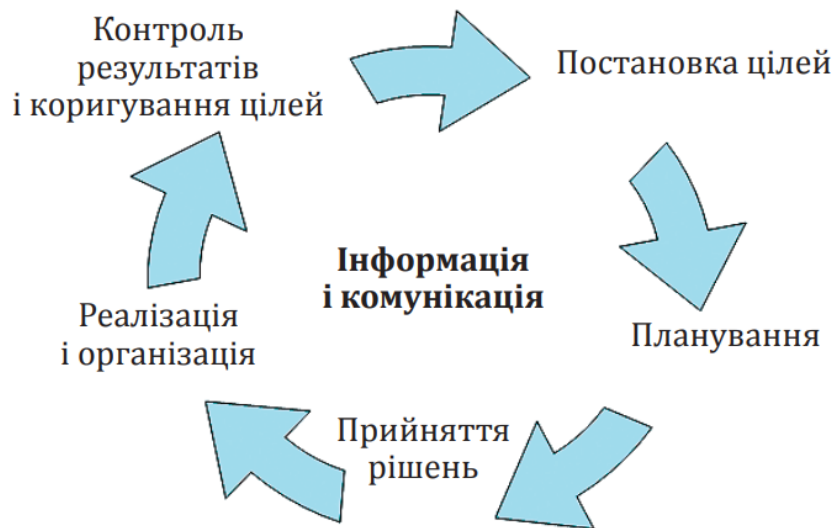 Контроль
результатів
і коригування цілей
Постановка цілей
Інформація
і комунікація
Реалізація
і організація
Планування
Прийняття
рішень